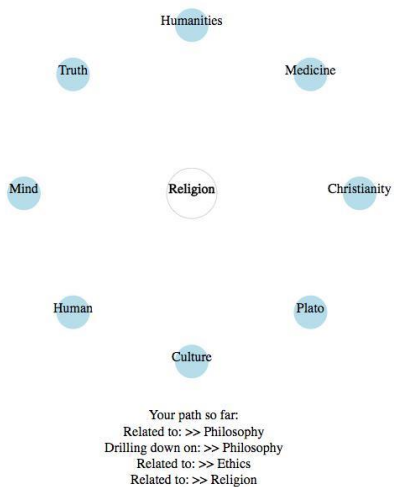 Humanities
Truth
Medicine
Mind
Religion
Christianity
Human
Plato
Culture
Your path so far:
Related to: >> Philosophy
Drilling down on: >> Philosophy
Related to: >> Ethics
Related to: >> Religion